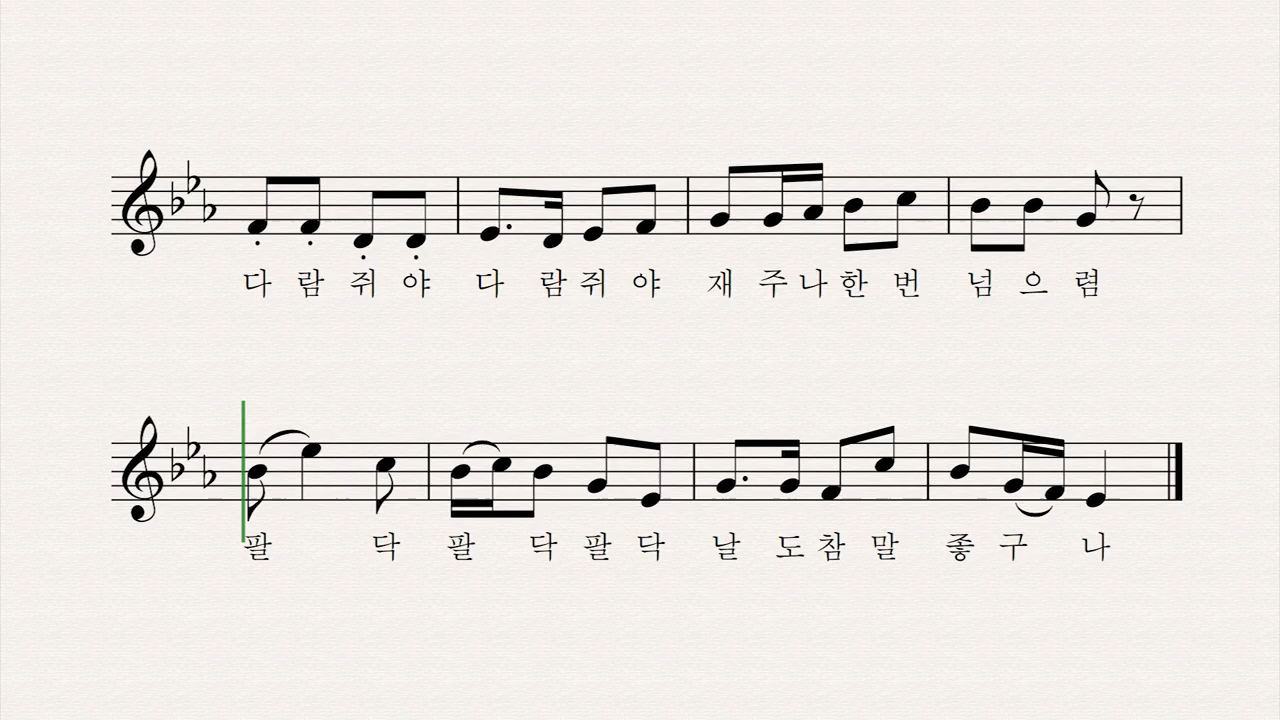 다 람 쥐 야 다 람 쥐 야 재 주 나 한 번 넘 으 렴
팔 닥 팔 닥 팔 닥 날 도 참 말 좋 구 나